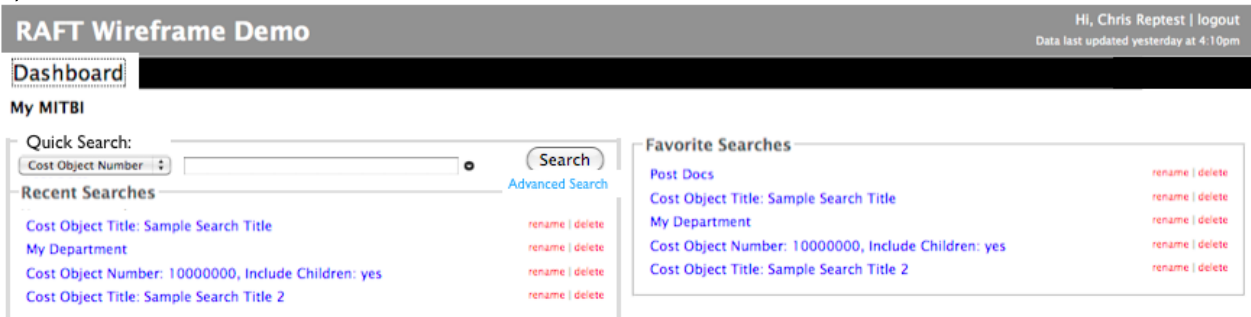 RAFT Wireframe Demo
Hi, Chris Reptest | logout
Data last updated yesterday at 4:10pm
Dashboard
My MITBI
Quick Search:
Cost Object Number
Search
Advanced Search
Recent Searches
Cost Object Title: Sample Search Title rename | delete
My Department rename | delete
Cost Object Number: 10000000, Include Children: yes rename | delete
Cost Object Title: Sample Search Title 2 rename | delete
Favorite Searches
Post Docs rename | delete
Cost Object Title: Sample Search Title rename | delete
My Department rename | delete
Cost Object Number: 10000000, Include Children: yes rename | delete
Cost Object Title: Sample Search Title 2 rename | delete